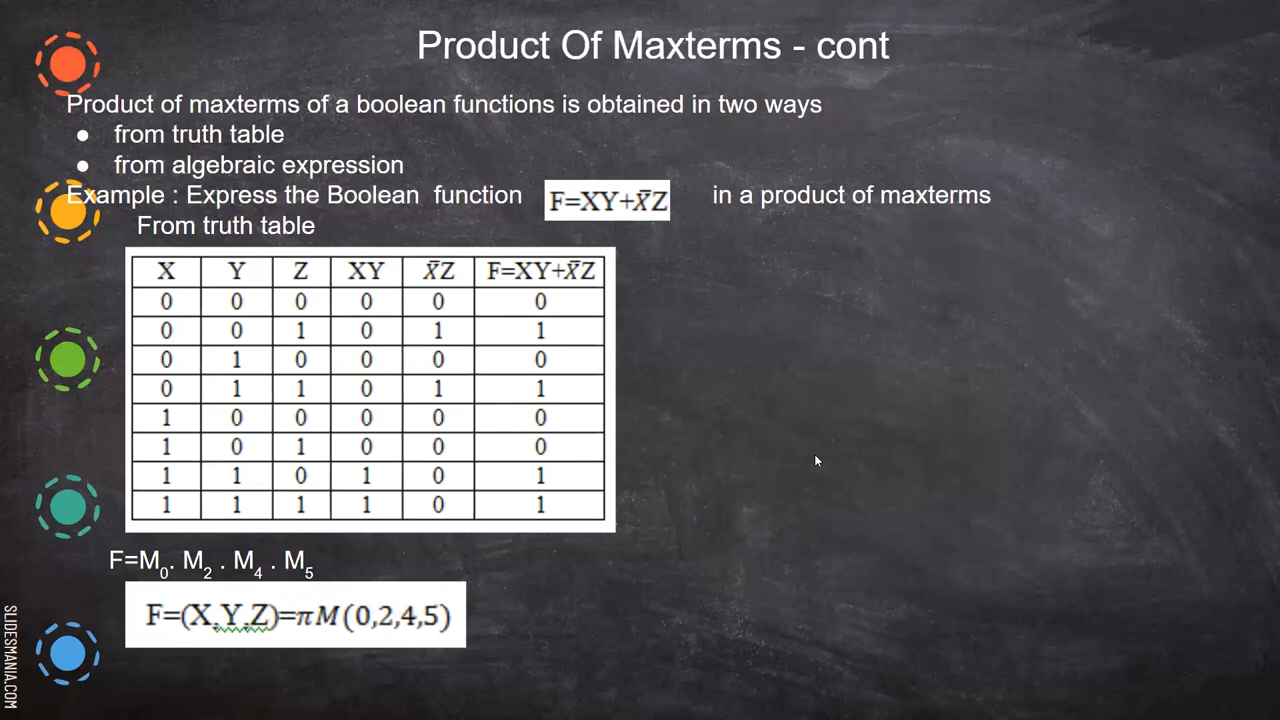 Product Of Maxterms - cont
Product of maxterms of a boolean functions is obtained in two ways
● from truth table
● from algebraic expression
Example : Express the Boolean function F=XY+X̅Z in a product of maxterms
From truth table
X Y Z XY X̅Z F=XY+X̅Z
0 0 0 0 0 0
0 0 1 0 1 1
0 1 0 0 0 0
0 1 1 0 1 1
1 0 0 0 0 0
1 0 1 0 0 0
1 1 0 1 0 1
1 1 1 1 0 1
F=M₀. M₂ . M₄ . M₅
F=(X,Y,Z)=πM(0,2,4,5)
SLIDESMANIA.COM